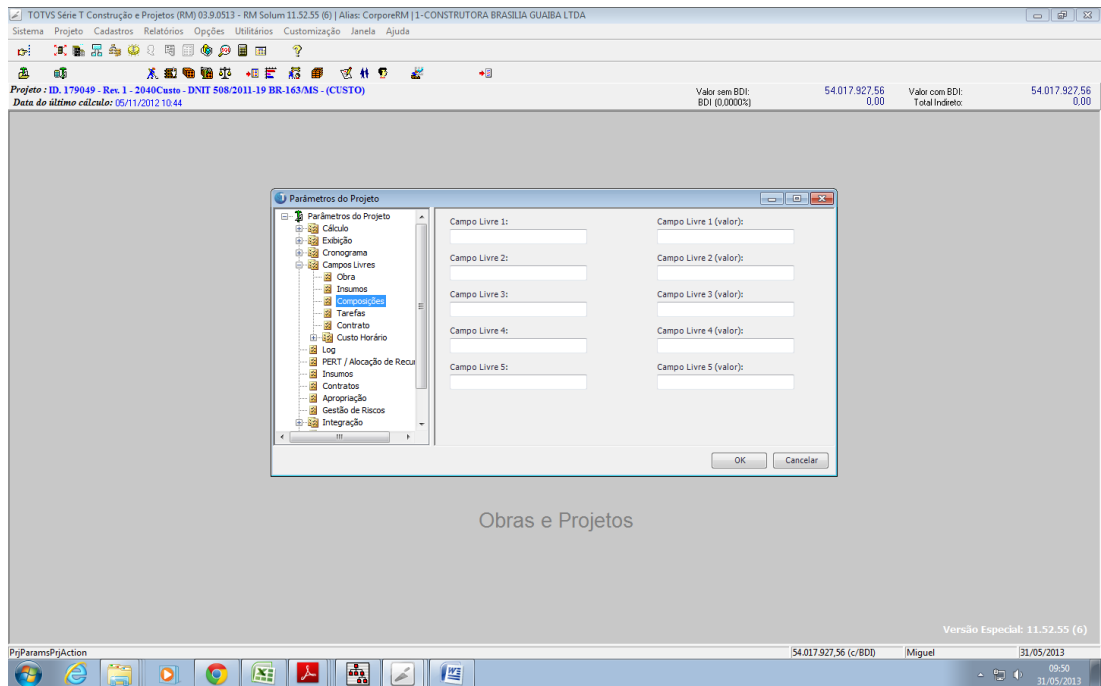 TOTVS Série T Construção e Projetos (RM) 03.9.0513 - RM Solum 11.52.55 (6) | Alias: CorporeRM | 1-CONSTRUTORA BRASILIA GUAIBA LTDA
Sistema Projeto Cadastros Relatórios Opções Utilitários Customização Janela Ajuda
Projeto : ID. 179049 - Rev. 1 - 2040Custo - DNIT 508/2011-19 BR-163/MS - (CUSTO)
Valor sem BDI: 54.017.927,56 Valor com BDI: 54.017.927,56
Data do último cálculo: 05/11/2012 10:44
BDI (0,0000%) 0,00 Total Indireto: 0,00
Parâmetros do Projeto
Parâmetros do Projeto
Cálculo
Exibição
Cronograma
Campos Livres
Obra
Insumos
Composições
Tarefas
Contrato
Custo Horário
Log
PERT / Alocação de Recu
Insumos
Contratos
Apropriação
Gestão de Riscos
Integração
Campo Livre 1: Campo Livre 1 (valor):
Campo Livre 2: Campo Livre 2 (valor):
Campo Livre 3: Campo Livre 3 (valor):
Campo Livre 4: Campo Livre 4 (valor):
Campo Livre 5: Campo Livre 5 (valor):
OK Cancelar
Obras e Projetos
Versão Especial: 11.52.55 (6)
PrjParamsPrjAction 54.017.927,56 (c/BDI) Miguel 31/05/2013
09:50
31/05/2013